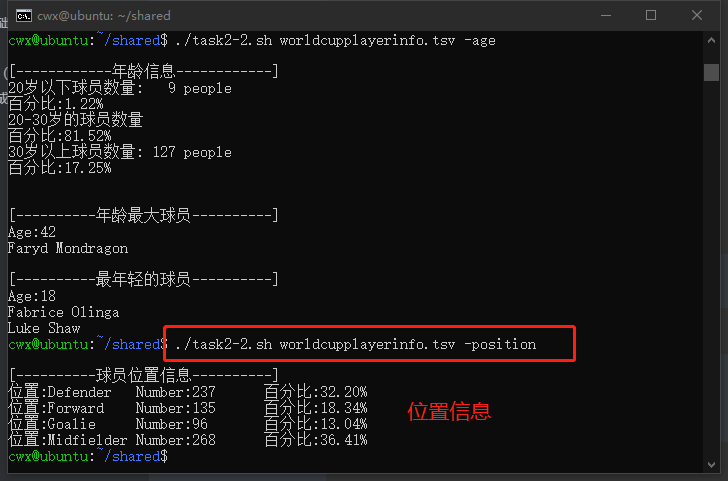 cwx@ubuntu: ~/shared
cwx@ubuntu:~/shared$ ./task2-2.sh worldcupplayerinfo.tsv -age
[------------年龄信息------------]
20岁以下球员数量:   9 people
百分比:1.22%
20-30岁的球员数量
百分比:81.52%
30岁以上球员数量: 127 people
百分比:17.25%
[----------年龄最大球员----------]
Age:42
Faryd Mondragon
[----------最年轻的球员----------]
Age:18
Fabrice Olinga
Luke Shaw
cwx@ubuntu:~/shared$ ./task2-2.sh worldcupplayerinfo.tsv -position
[----------球员位置信息----------]
位置:Defender   Number:237      百分比:32.20%
位置:Forward    Number:135      百分比:18.34%
位置:Goalie     Number:96       百分比:13.04%
位置:Midfielder Number:268      百分比:36.41%
位置信息
cwx@ubuntu:~/shared$